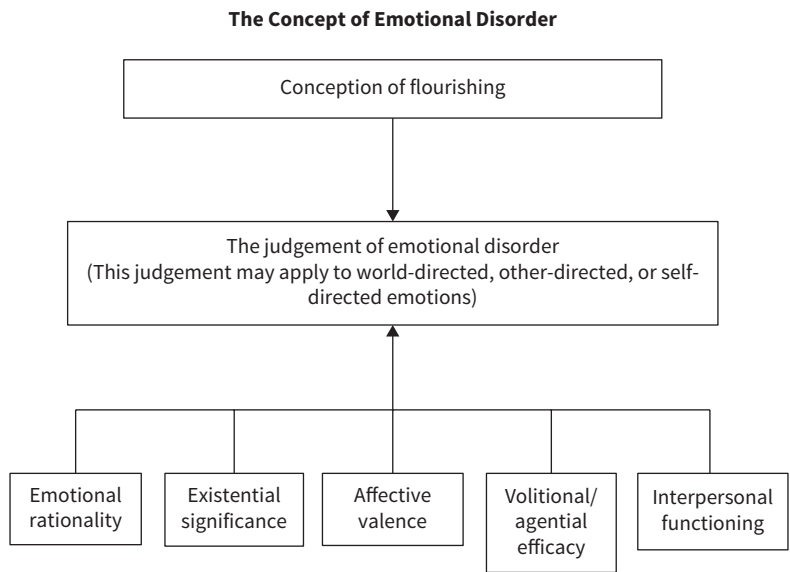 The Concept of Emotional Disorder
Conception of flourishing
The judgement of emotional disorder
(This judgement may apply to world-directed, other-directed, or self-
directed emotions)
Emotional
rationality
Existential
significance
Affective
valence
Volitional/
agential
efficacy
Interpersonal
functioning